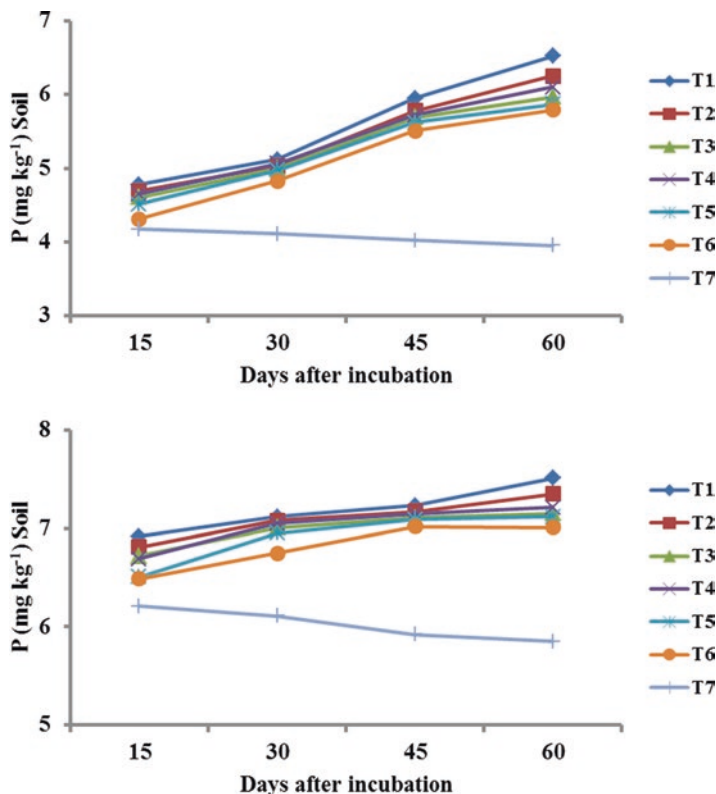 7
6
5
4
3
P (mg kg⁻¹) Soil
15 30 45 60
Days after incubation
T1
T2
T3
T4
T5
T6
T7
8
7
6
5
P (mg kg⁻¹) Soil
15 30 45 60
Days after incubation
T1
T2
T3
T4
T5
T6
T7